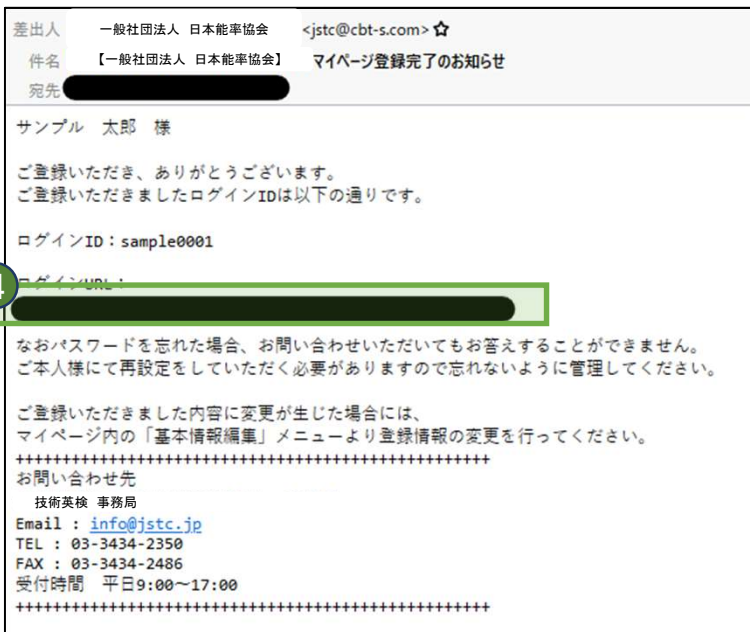 差出人 一般社団法人 日本能率協会 <jstc@cbt-s.com> ☆
件名 【一般社団法人 日本能率協会】 マイページ登録完了のお知らせ
宛先
サンプル 太郎 様
ご登録いただき、ありがとうございます。
ご登録いただきましたログインIDは以下の通りです。
ログインID：sample0001
ログインURL：
4
なおパスワードを忘れた場合、お問い合わせいただいてもお答えすることができません。
ご本人様にて再設定をしていただく必要がありますので忘れないように管理してください。
ご登録いただきました内容に変更が生じた場合には、
マイページ内の「基本情報編集」メニューより登録情報の変更を行ってください。
+++++++++++++++++++++++++++++++++++++++++++++++++++
お問い合わせ先
技術英検 事務局
Email : info@jstc.jp
TEL : 03-3434-2350
FAX : 03-3434-2486
受付時間 平日9:00～17:00
+++++++++++++++++++++++++++++++++++++++++++++++++++